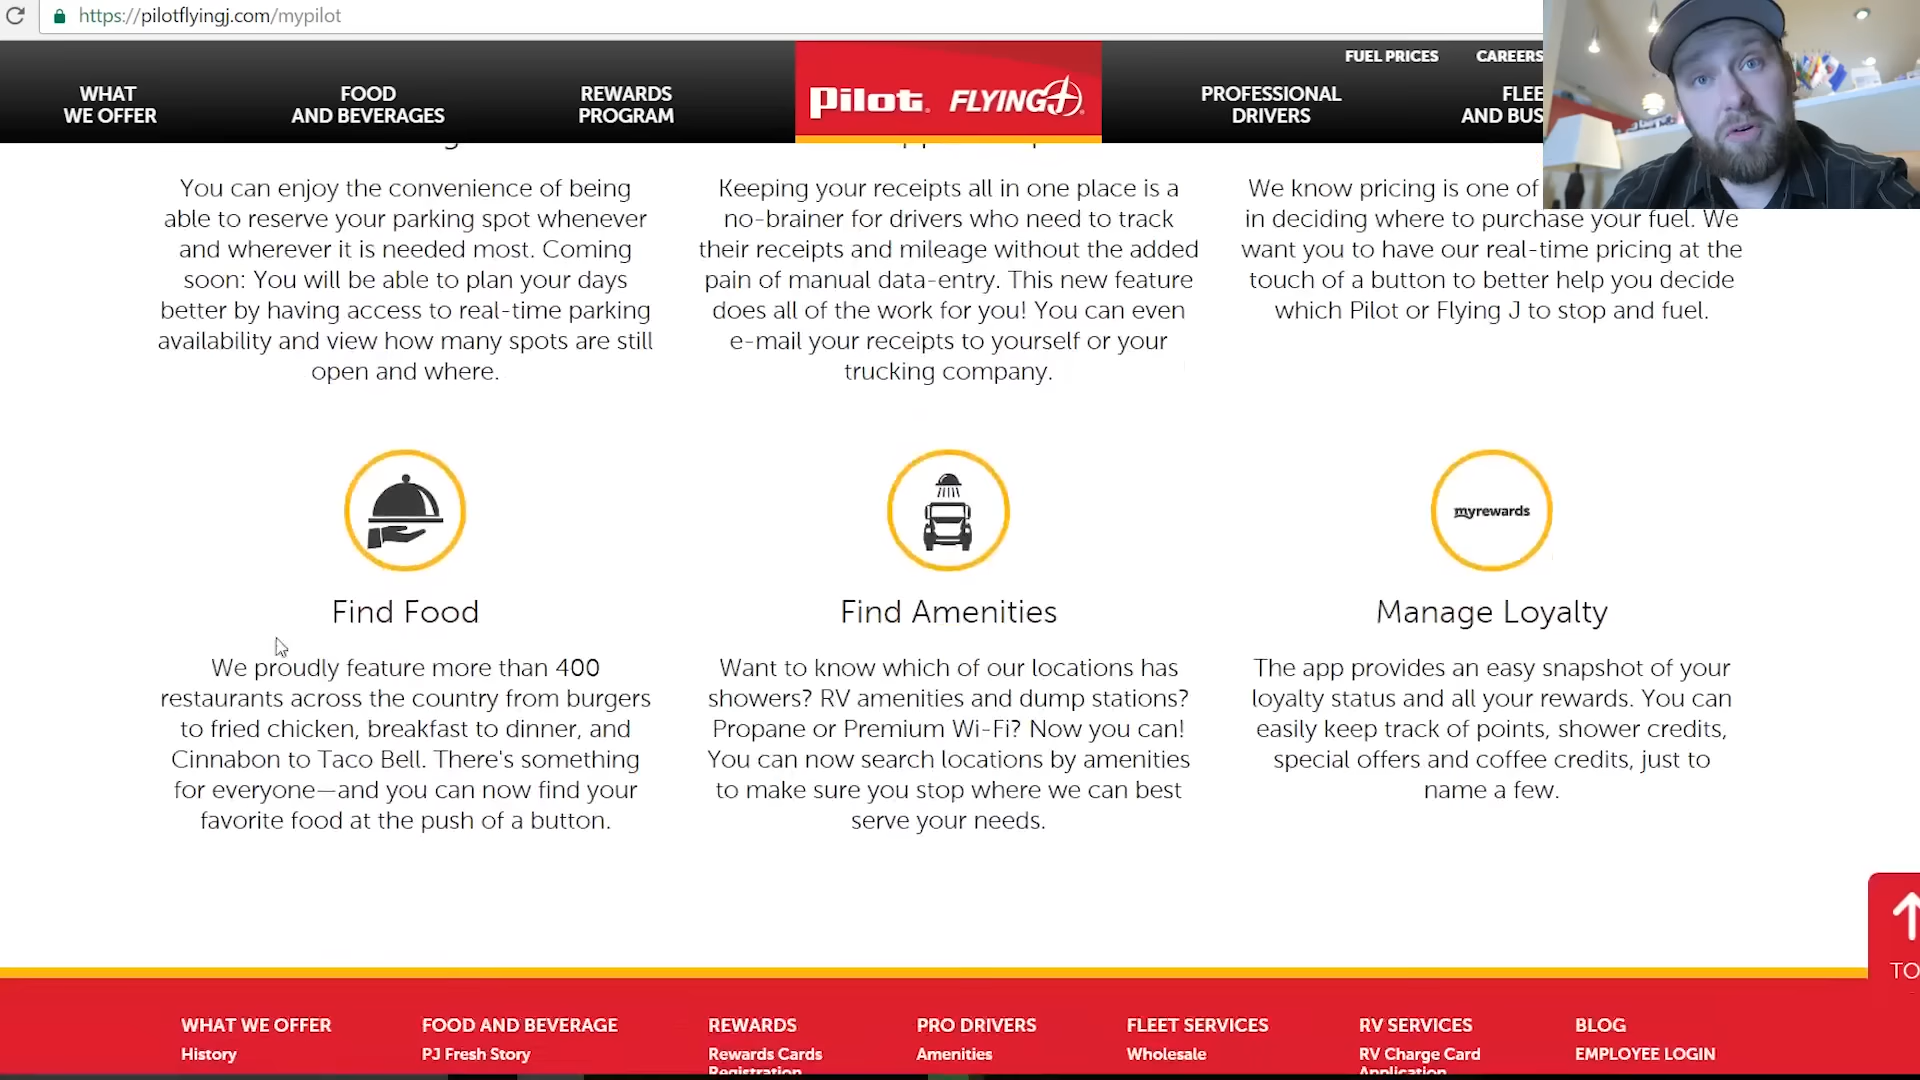 https://pilotflyingj.com/mypilot
FUEL PRICES
CAREERS
WHAT
WE OFFER
FOOD
AND BEVERAGES
REWARDS
PROGRAM
Pilot. FLYING J
PROFESSIONAL
DRIVERS
You can enjoy the convenience of being
able to reserve your parking spot whenever
and wherever it is needed most. Coming
soon: You will be able to plan your days
better by having access to real-time parking
availability and view how many spots are still
open and where.
Keeping your receipts all in one place is a
no-brainer for drivers who need to track
their receipts and mileage without the added
pain of manual data-entry. This new feature
does all of the work for you! You can even
e-mail your receipts to yourself or your
trucking company.
We know pricing is one of
in deciding where to purchase your fuel. We
want you to have our real-time pricing at the
touch of a button to better help you decide
which Pilot or Flying J to stop and fuel.
Find Food
We proudly feature more than 400
restaurants across the country from burgers
to fried chicken, breakfast to dinner, and
Cinnabon to Taco Bell. There's something
for everyone—and you can now find your
favorite food at the push of a button.
Find Amenities
Want to know which of our locations has
showers? RV amenities and dump stations?
Propane or Premium Wi-Fi? Now you can!
You can now search locations by amenities
to make sure you stop where we can best
serve your needs.
myrewards
Manage Loyalty
The app provides an easy snapshot of your
loyalty status and all your rewards. You can
easily keep track of points, shower credits,
special offers and coffee credits, just to
name a few.
WHAT WE OFFER
History
FOOD AND BEVERAGE
PJ Fresh Story
REWARDS
Rewards Cards
Registration
PRO DRIVERS
Amenities
FLEET SERVICES
Wholesale
RV SERVICES
RV Charge Card
Application
BLOG
EMPLOYEE LOGIN